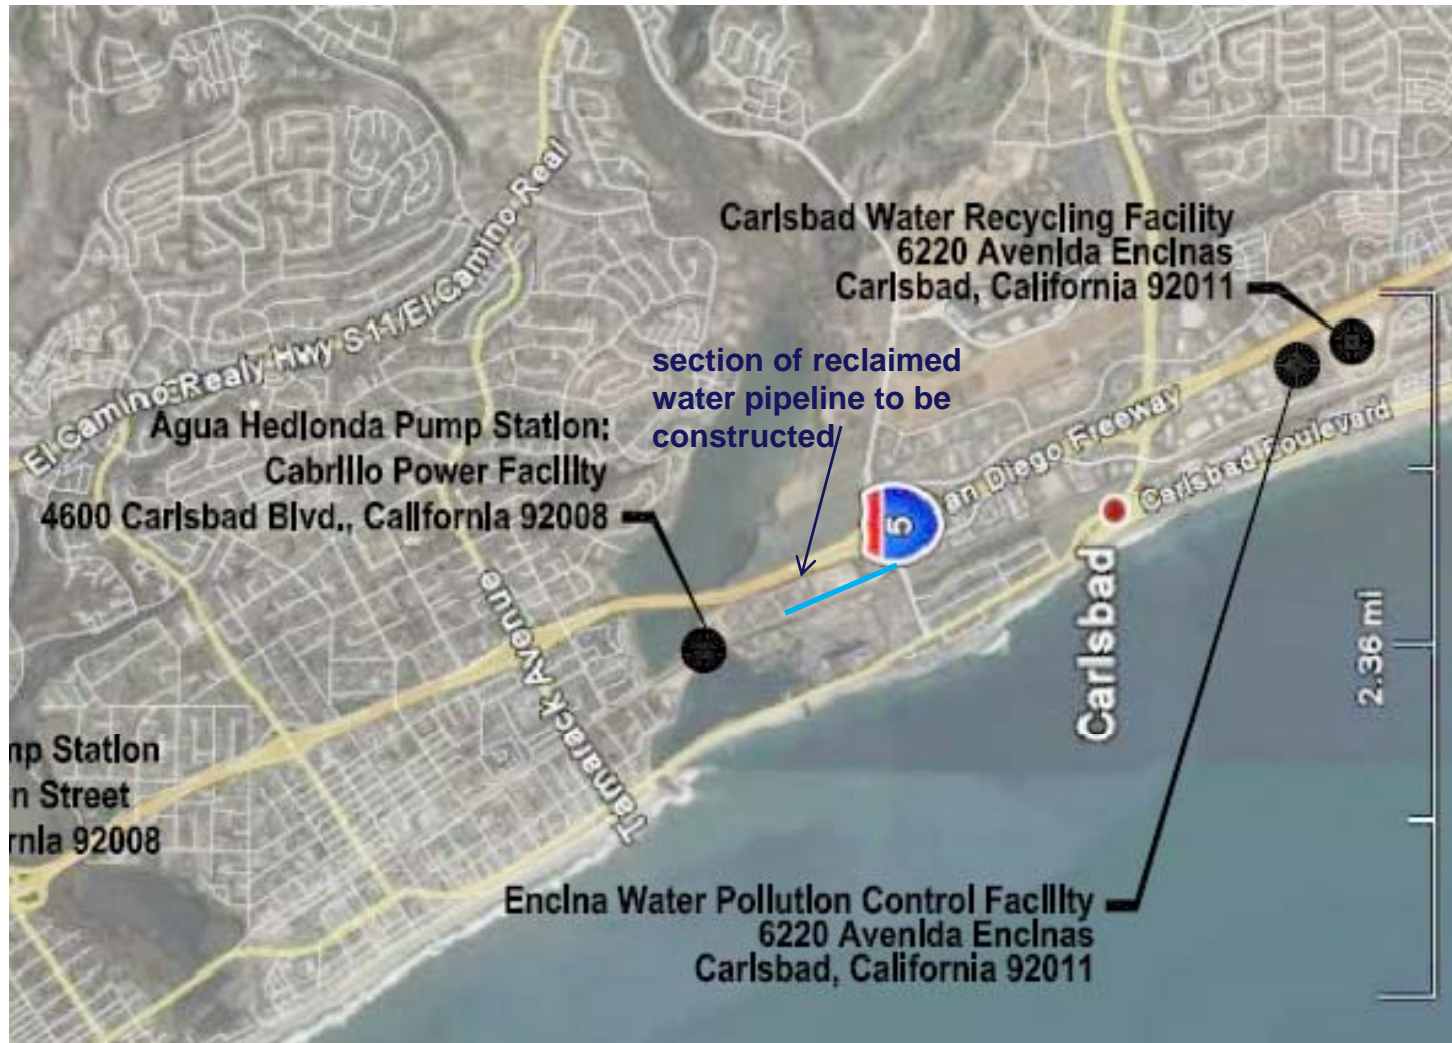 Carlsbad Water Recycling Facility
6220 Avenida Encinas
Carlsbad, California 92011
El Camino Real
El Camino Realy Hwy S11/El Camino Real
section of reclaimed
water pipeline to be
constructed
Agua Hedionda Pump Station:
Cabrillo Power Facility
4600 Carlsbad Blvd., California 92008
5
an Diego Freeway
Carlsbad Boulevard
Carlsbad
Tamarack Avenue
2.36 mi
mp Station
n Street
rnia 92008
Encina Water Pollution Control Facility
6220 Avenida Encinas
Carlsbad, California 92011